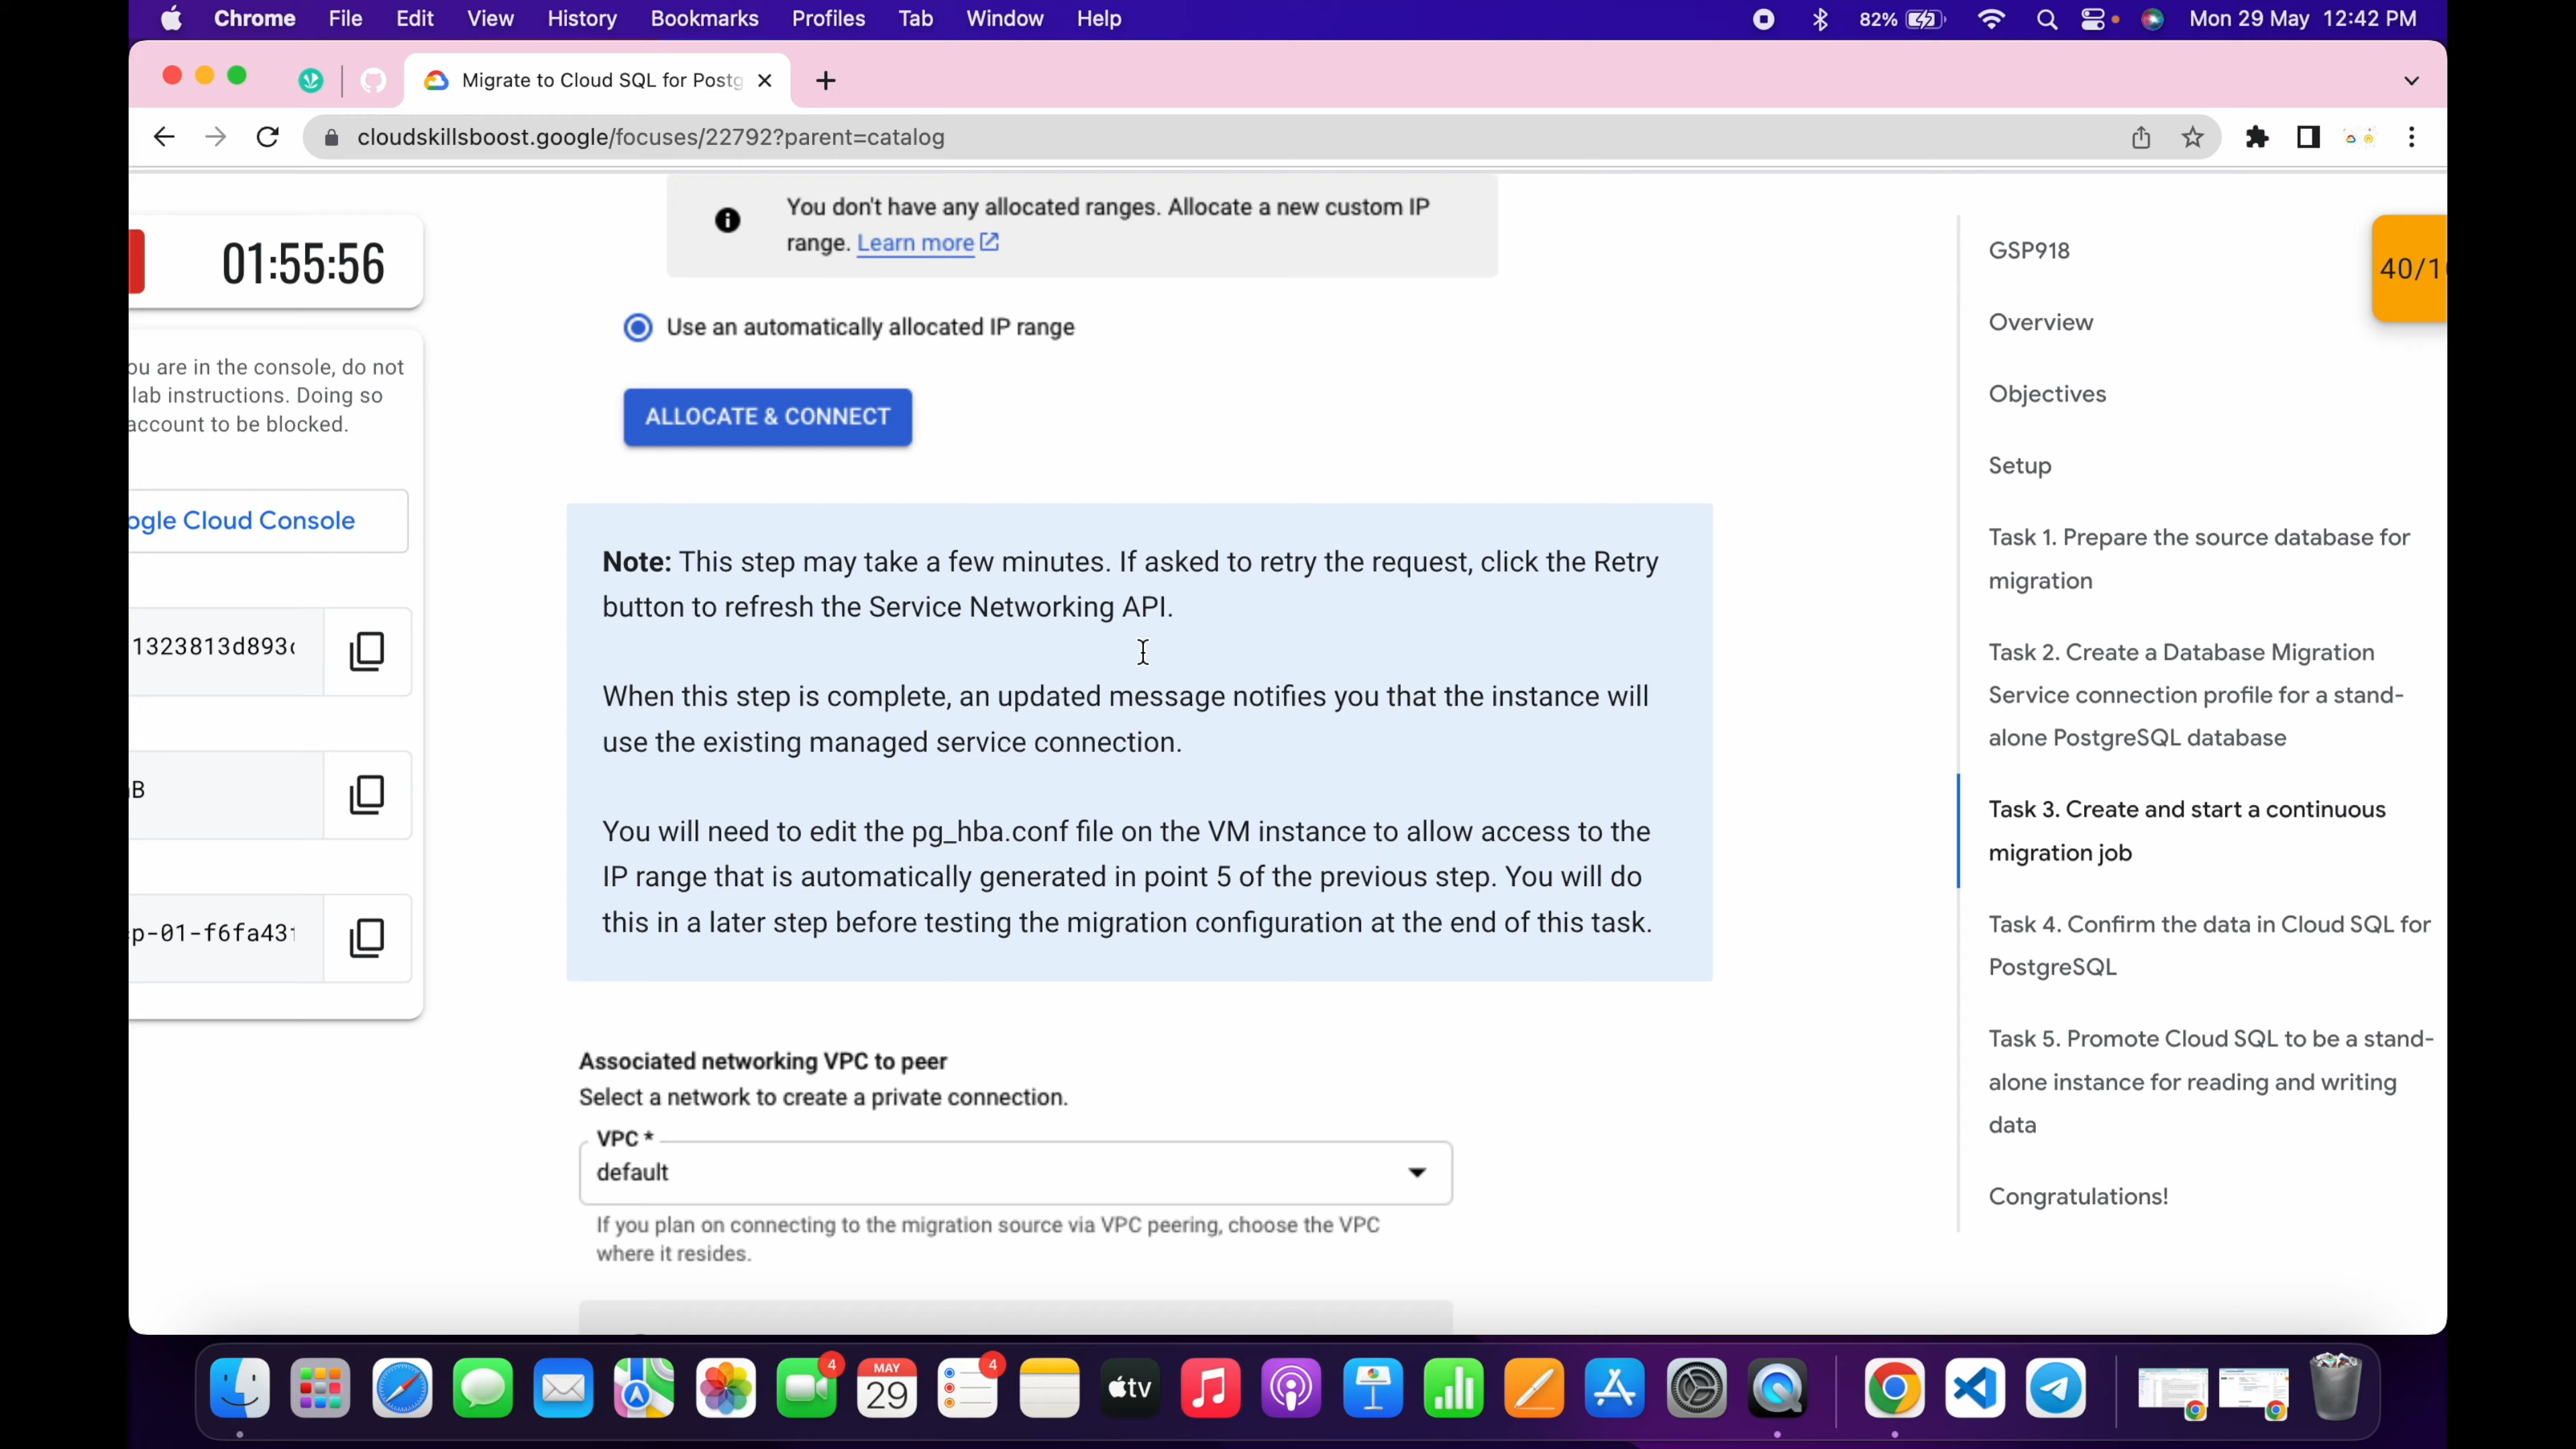 Chrome File Edit View History Bookmarks Profiles Tab Window Help 82% Mon 29 May 12:42 PM
Migrate to Cloud SQL for Postg
cloudskillsboost.google/focuses/22792?parent=catalog
01:55:56
ou are in the console, do not
lab instructions. Doing so
account to be blocked.
ogle Cloud Console
1323813d893c
B
p-01-f6fa43f
You don't have any allocated ranges. Allocate a new custom IP
range. Learn more
Use an automatically allocated IP range
ALLOCATE & CONNECT
Note: This step may take a few minutes. If asked to retry the request, click the Retry
button to refresh the Service Networking API.
When this step is complete, an updated message notifies you that the instance will
use the existing managed service connection.
You will need to edit the pg_hba.conf file on the VM instance to allow access to the
IP range that is automatically generated in point 5 of the previous step. You will do
this in a later step before testing the migration configuration at the end of this task.
Associated networking VPC to peer
Select a network to create a private connection.
VPC *
default
If you plan on connecting to the migration source via VPC peering, choose the VPC
where it resides.
GSP918
Overview
Objectives
Setup
Task 1. Prepare the source database for
migration
Task 2. Create a Database Migration
Service connection profile for a stand-
alone PostgreSQL database
Task 3. Create and start a continuous
migration job
Task 4. Confirm the data in Cloud SQL for
PostgreSQL
Task 5. Promote Cloud SQL to be a stand-
alone instance for reading and writing
data
Congratulations!
40/1
4
MAY
29
4
tv